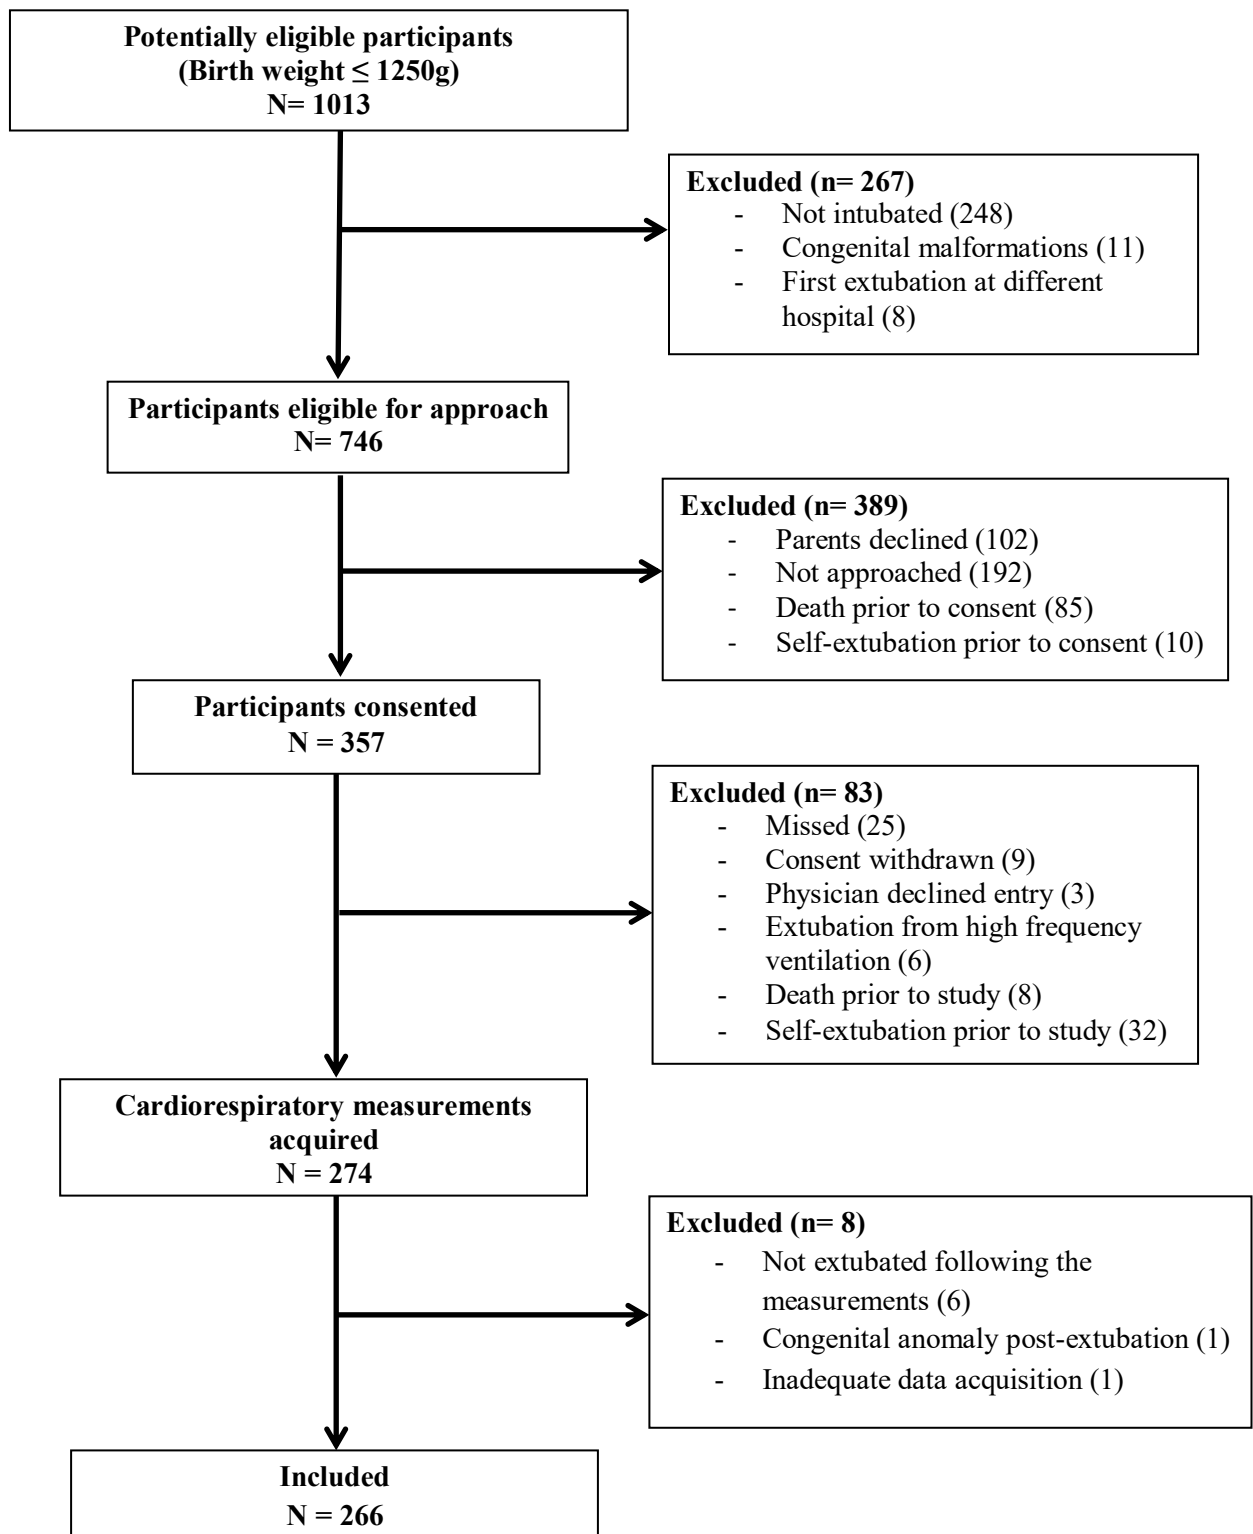 Potentially eligible participants
(Birth weight ≤ 1250g)
N= 1013
Excluded (n= 267)
- Not intubated (248)
- Congenital malformations (11)
- First extubation at different
hospital (8)
Participants eligible for approach
N= 746
Excluded (n= 389)
- Parents declined (102)
- Not approached (192)
- Death prior to consent (85)
- Self-extubation prior to consent (10)
Participants consented
N = 357
Excluded (n= 83)
- Missed (25)
- Consent withdrawn (9)
- Physician declined entry (3)
- Extubation from high frequency
ventilation (6)
- Death prior to study (8)
- Self-extubation prior to study (32)
Cardiorespiratory measurements
acquired
N = 274
Excluded (n= 8)
- Not extubated following the
measurements (6)
- Congenital anomaly post-extubation (1)
- Inadequate data acquisition (1)
Included
N = 266